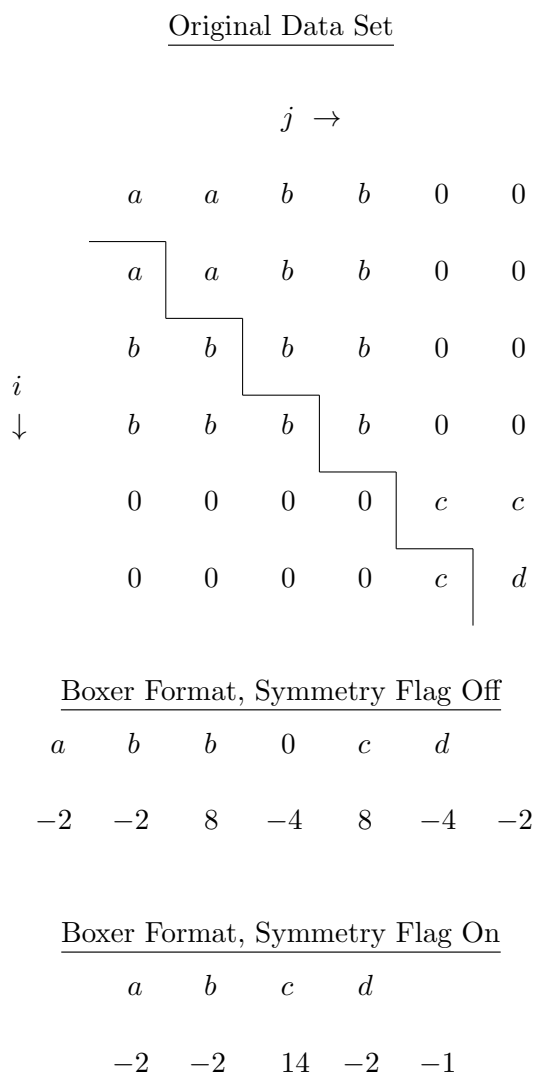 Original Data Set
j →
a a b b 0 0
a a b b 0 0
b b b b 0 0
i
↓ b b b b 0 0
0 0 0 0 c c
0 0 0 0 c d
Boxer Format, Symmetry Flag Off
a b b 0 c d
−2 −2 8 −4 8 −4 −2
Boxer Format, Symmetry Flag On
a b c d
−2 −2 14 −2 −1